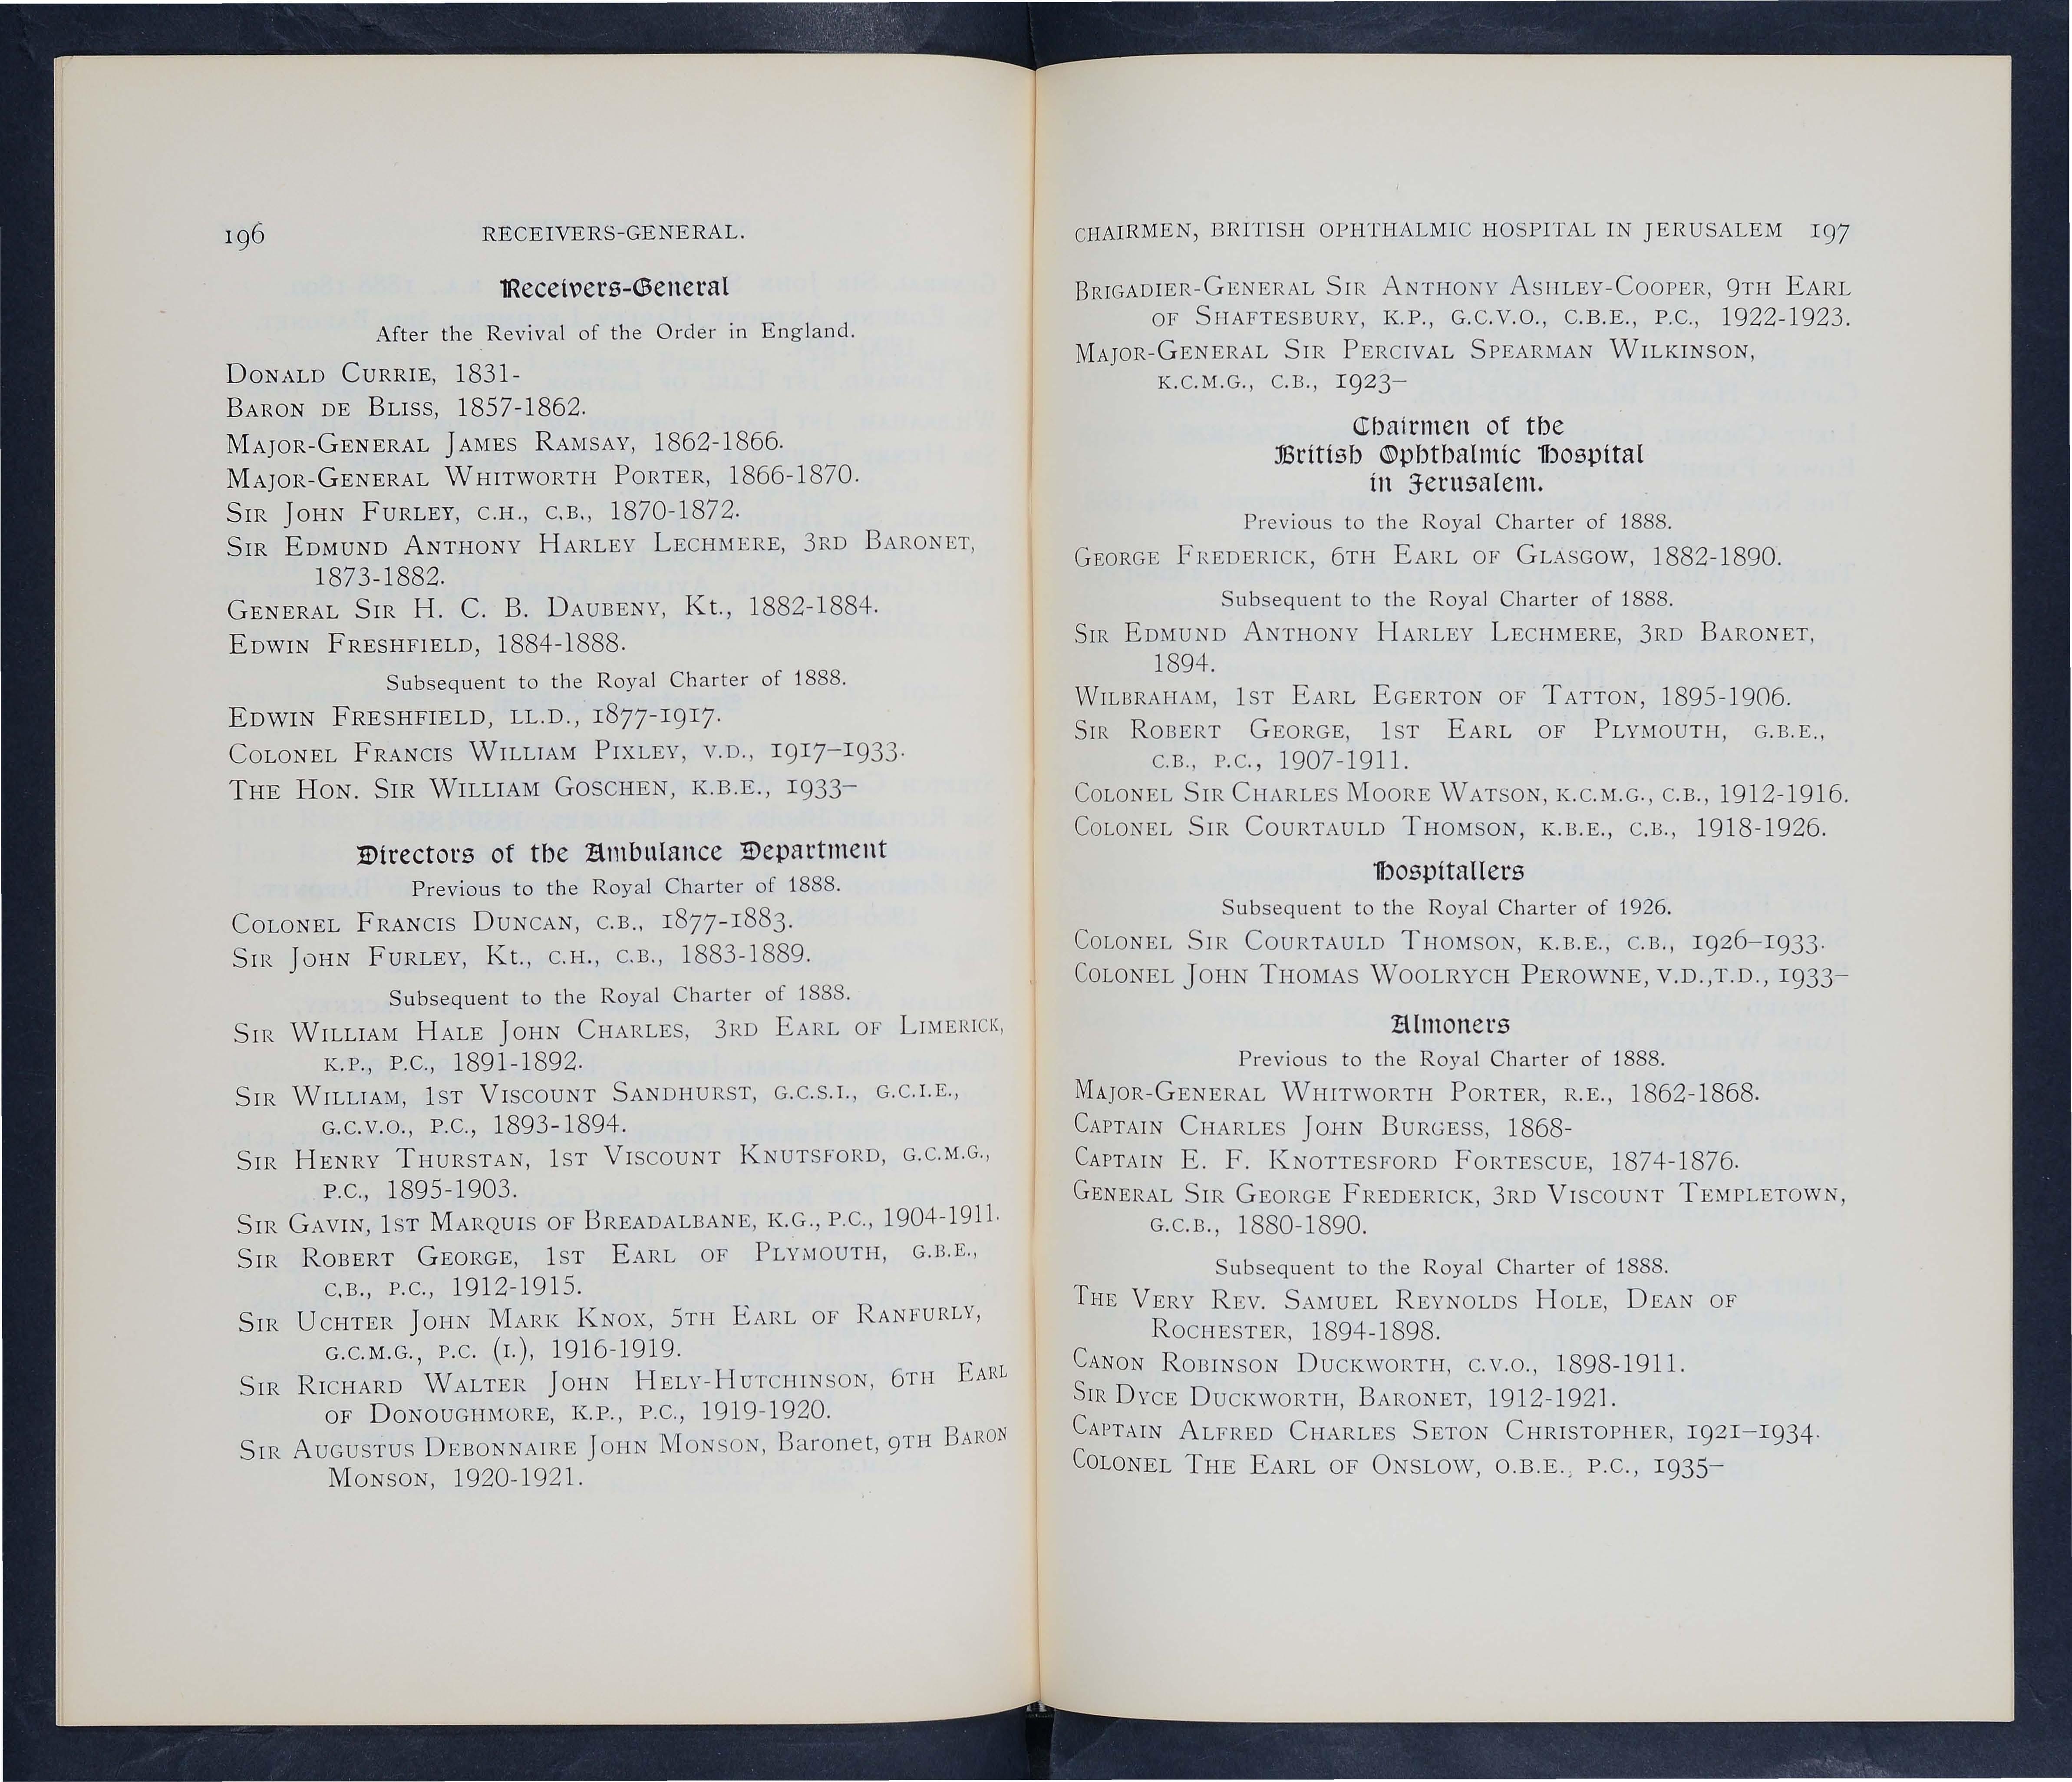 196 RECEIVERS-GENERAL.
Receivers-General
After the Revival of the Order in England.
DONALD CURRIE, 1831-
BARON DE BLISS, 1857-1862.
MAJOR-GENERAL JAMES RAMSAY, 1862-1866.
MAJOR-GENERAL WHITWORTH PORTER, 1866-1870.
SIR JOHN FURLEY, C.H., C.B., 1870-1872.
SIR EDMUND ANTHONY HARLEY LECHMERE, 3RD BARONET,
1873-1882.
GENERAL SIR H. C. B. DAUBENY, Kt., 1882-1884.
EDWIN FRESHFIELD, 1884-1888.
Subsequent to the Royal Charter of 1888.
EDWIN FRESHFIELD, LL.D., 1877-1917.
COLONEL FRANCIS WILLIAM PIXLEY, V.D., 1917–1933.
THE HON. SIR WILLIAM GOSCHEN, K.B.E., 1933–
Directors of the Ambulance Department
Previous to the Royal Charter of 1888.
COLONEL FRANCIS DUNCAN, C.B., 1877-1883.
SIR JOHN FURLEY, Kt., C.H., C.B., 1883-1889.
Subsequent to the Royal Charter of 1888.
SIR WILLIAM HALE JOHN CHARLES, 3RD EARL OF LIMERICK,
K.P., P.C., 1891-1892.
SIR WILLIAM, 1ST VISCOUNT SANDHURST, G.C.S.I., G.C.I.E.,
G.C.V.O., P.C., 1893-1894.
SIR HENRY THURSTAN, 1ST VISCOUNT KNUTSFORD, G.C.M.G.,
P.C., 1895-1903.
SIR GAVIN, 1ST MARQUIS OF BREADALBANE, K.G., P.C., 1904-1911.
SIR ROBERT GEORGE, 1ST EARL OF PLYMOUTH, G.B.E.,
C.B., P.C., 1912-1915.
SIR UCHTER JOHN MARK KNOX, 5TH EARL OF RANFURLY,
G.C.M.G., P.C. (I.), 1916-1919.
SIR RICHARD WALTER JOHN HELY-HUTCHINSON, 6TH EARL
OF DONOUGHMORE, K.P., P.C., 1919-1920.
SIR AUGUSTUS DEBONNAIRE JOHN MONSON, Baronet, 9TH BARON
MONSON, 1920-1921.
CHAIRMEN, BRITISH OPHTHALMIC HOSPITAL IN JERUSALEM 197
BRIGADIER-GENERAL SIR ANTHONY ASHLEY-COOPER, 9TH EARL
OF SHAFTESBURY, K.P., G.C.V.O., C.B.E., P.C., 1922-1923.
MAJOR-GENERAL SIR PERCIVAL SPEARMAN WILKINSON,
K.C.M.G., C.B., 1923–
Chairmen of the
British Ophthalmic Hospital
in Jerusalem.
Previous to the Royal Charter of 1888.
GEORGE FREDERICK, 6TH EARL OF GLASGOW, 1882-1890.
Subsequent to the Royal Charter of 1888.
SIR EDMUND ANTHONY HARLEY LECHMERE, 3RD BARONET,
1894.
WILBRAHAM, 1ST EARL EGERTON OF TATTON, 1895-1906.
SIR ROBERT GEORGE, 1ST EARL OF PLYMOUTH, G.B.E.,
C.B., P.C., 1907-1911.
COLONEL SIR CHARLES MOORE WATSON, K.C.M.G., C.B., 1912-1916.
COLONEL SIR COURTAULD THOMSON, K.B.E., C.B., 1918-1926.
Hospitallers
Subsequent to the Royal Charter of 1926.
COLONEL SIR COURTAULD THOMSON, K.B.E., C.B., 1926–1933.
COLONEL JOHN THOMAS WOOLRYCH PEROWNE, V.D.,T.D., 1933–
Almoners
Previous to the Royal Charter of 1888.
MAJOR-GENERAL WHITWORTH PORTER, R.E., 1862-1868.
CAPTAIN CHARLES JOHN BURGESS, 1868-
CAPTAIN E. F. KNOTTESFORD FORTESCUE, 1874-1876.
GENERAL SIR GEORGE FREDERICK, 3RD VISCOUNT TEMPLETOWN,
G.C.B., 1880-1890.
Subsequent to the Royal Charter of 1888.
THE VERY REV. SAMUEL REYNOLDS HOLE, DEAN OF
ROCHESTER, 1894-1898.
CANON ROBINSON DUCKWORTH, C.V.O., 1898-1911.
SIR DYCE DUCKWORTH, BARONET, 1912-1921.
CAPTAIN ALFRED CHARLES SETON CHRISTOPHER, 1921–1934.
COLONEL THE EARL OF ONSLOW, O.B.E., P.C., 1935–